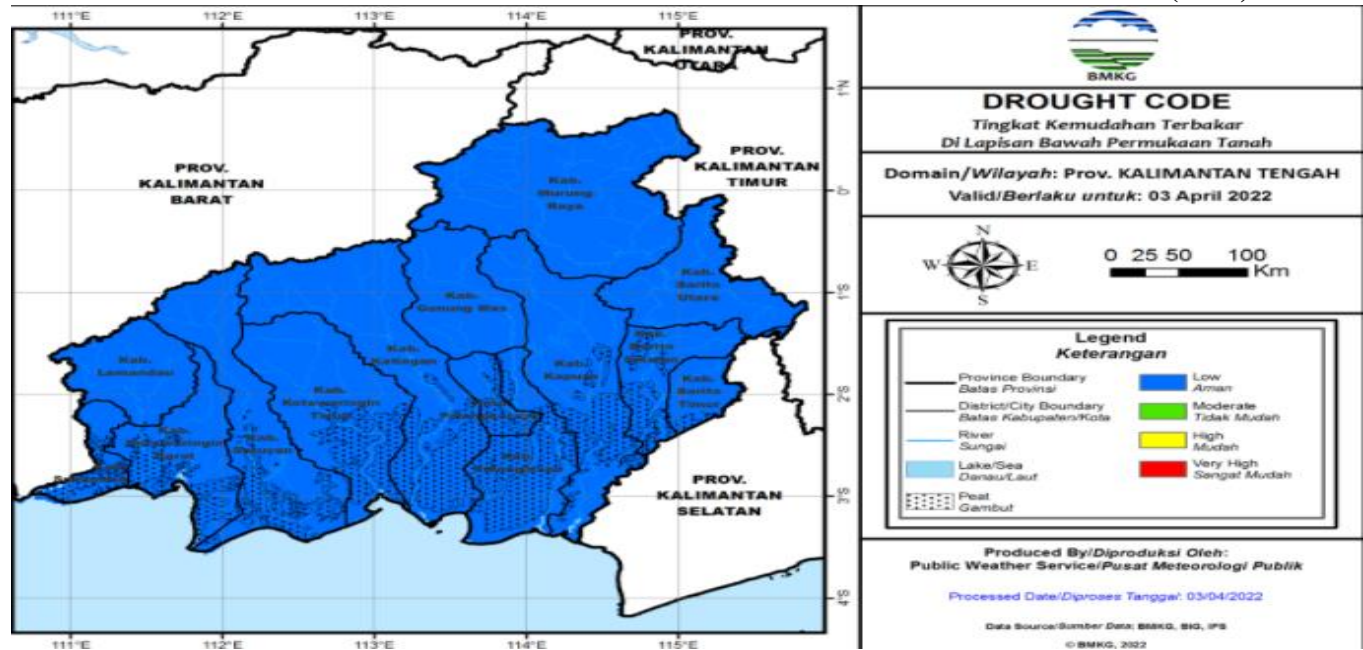 111°E 112°E 113°E 114°E 115°E
PROV.
KALIMANTAN
UTARA
1°N
PROV.
KALIMANTAN
BARAT
PROV.
KALIMANTAN
TIMUR
0°
Kab.
Murung
Raya
Kab.
Barito
Utara
1°S
Kab.
Gunung Mas
Kab.
Lamandau
Kab.
Katingan
Kab.
Kapuas
Kab.
Barito
Timur
2°S
Kab.
Kotawaringin
Timur
Kab.
Barat
Kab.
PROV.
KALIMANTAN
SELATAN
3°S
4°S
111°E 112°E 113°E 114°E 115°E
BMKG
DROUGHT CODE
Tingkat Kemudahan Terbakar
Di Lapisan Bawah Permukaan Tanah
Domain/Wilayah: Prov. KALIMANTAN TENGAH
Valid/Berlaku untuk: 03 April 2022
N
W E
S
0 25 50 100
Km
Legend
Keterangan
Province Boundary
Batas Provinsi
District/City Boundary
Batas Kabupaten/Kota
River
Sungai
Lake/Sea
Danau/Laut
Peat
Gambut
Low
Aman
Moderate
Tidak Mudah
High
Mudah
Very High
Sangat Mudah
Produced By/Diproduksi Oleh:
Public Weather Service/Pusat Meteorologi Publik
Processed Date/Diproses Tanggal: 03/04/2022
Data Source/Sumber Data: BMKG, BIG, IPS
© BMKG, 2022